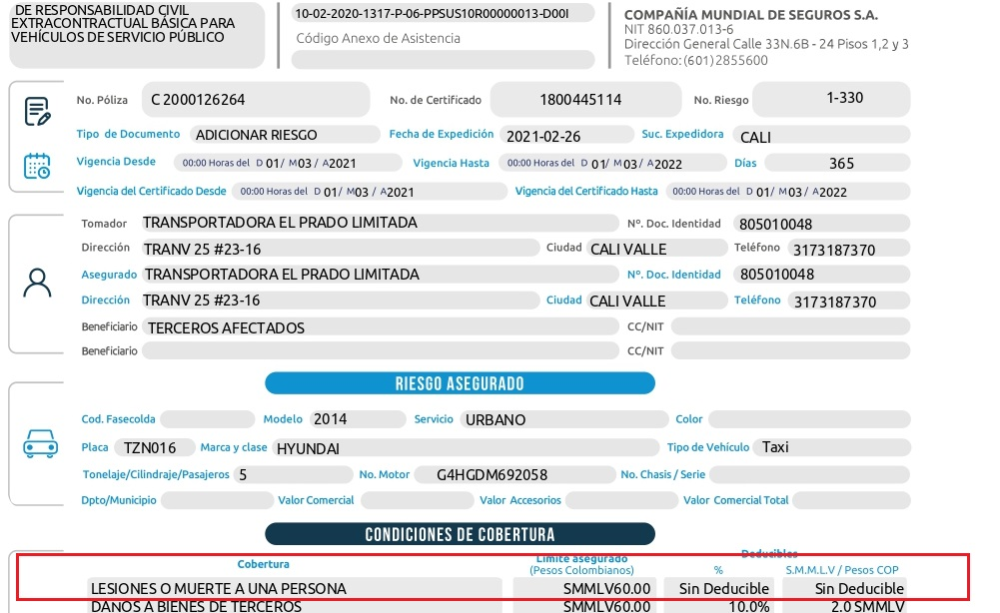 DE RESPONSABILIDAD CIVIL
EXTRACONTRACTUAL BÁSICA PARA
VEHÍCULOS DE SERVICIO PÚBLICO
10-02-2020-1317-P-06-PPSUS10R00000013-D00I
Código Anexo de Asistencia
COMPAÑÍA MUNDIAL DE SEGUROS S.A.
NIT 860.037.013-6
Dirección General Calle 33N.6B - 24 Pisos 1,2 y 3
Teléfono: (601) 2855600
No. Póliza C 2000126264 No. de Certificado 1800445114 No. Riesgo 1-330
Tipo de Documento ADICIONAR RIESGO Fecha de Expedición 2021-02-26 Suc. Expedidora CALI
Vigencia Desde 00:00 Horas del D 01/ M 03 / A 2021 Vigencia Hasta 00:00 Horas del D 01/ M 03 / A 2022 Días 365
Vigencia del Certificado Desde 00:00 Horas del D 01/ M 03 / A 2021 Vigencia del Certificado Hasta 00:00 Horas del D 01/ M 03 / A 2022
Tomador TRANSPORTADORA EL PRADO LIMITADA Nº. Doc. Identidad 805010048
Dirección TRANV 25 #23-16 Ciudad CALI VALLE Teléfono 3173187370
Asegurado TRANSPORTADORA EL PRADO LIMITADA Nº. Doc. Identidad 805010048
Dirección TRANV 25 #23-16 Ciudad CALI VALLE Teléfono 3173187370
Beneficiario TERCEROS AFECTADOS CC/NIT
Beneficiario CC/NIT
RIESGO ASEGURADO
Cod. Fasecolda Modelo 2014 Servicio URBANO Color
Placa TZN016 Marca y clase HYUNDAI Tipo de Vehículo Taxi
Tonelaje/Cilindraje/Pasajeros 5 No. Motor G4HGDM692058 No. Chasis / Serie
Dpto/Municipio Valor Comercial Valor Accesorios Valor Comercial Total
CONDICIONES DE COBERTURA
Cobertura Límite asegurado (Pesos Colombianos) Deducibles
% S.M.M.L.V / Pesos COP
LESIONES O MUERTE A UNA PERSONA SMMLV60.00 Sin Deducible Sin Deducible
DAÑOS A BIENES DE TERCEROS SMMLV60.00 10.0% 2.0 SMMLV